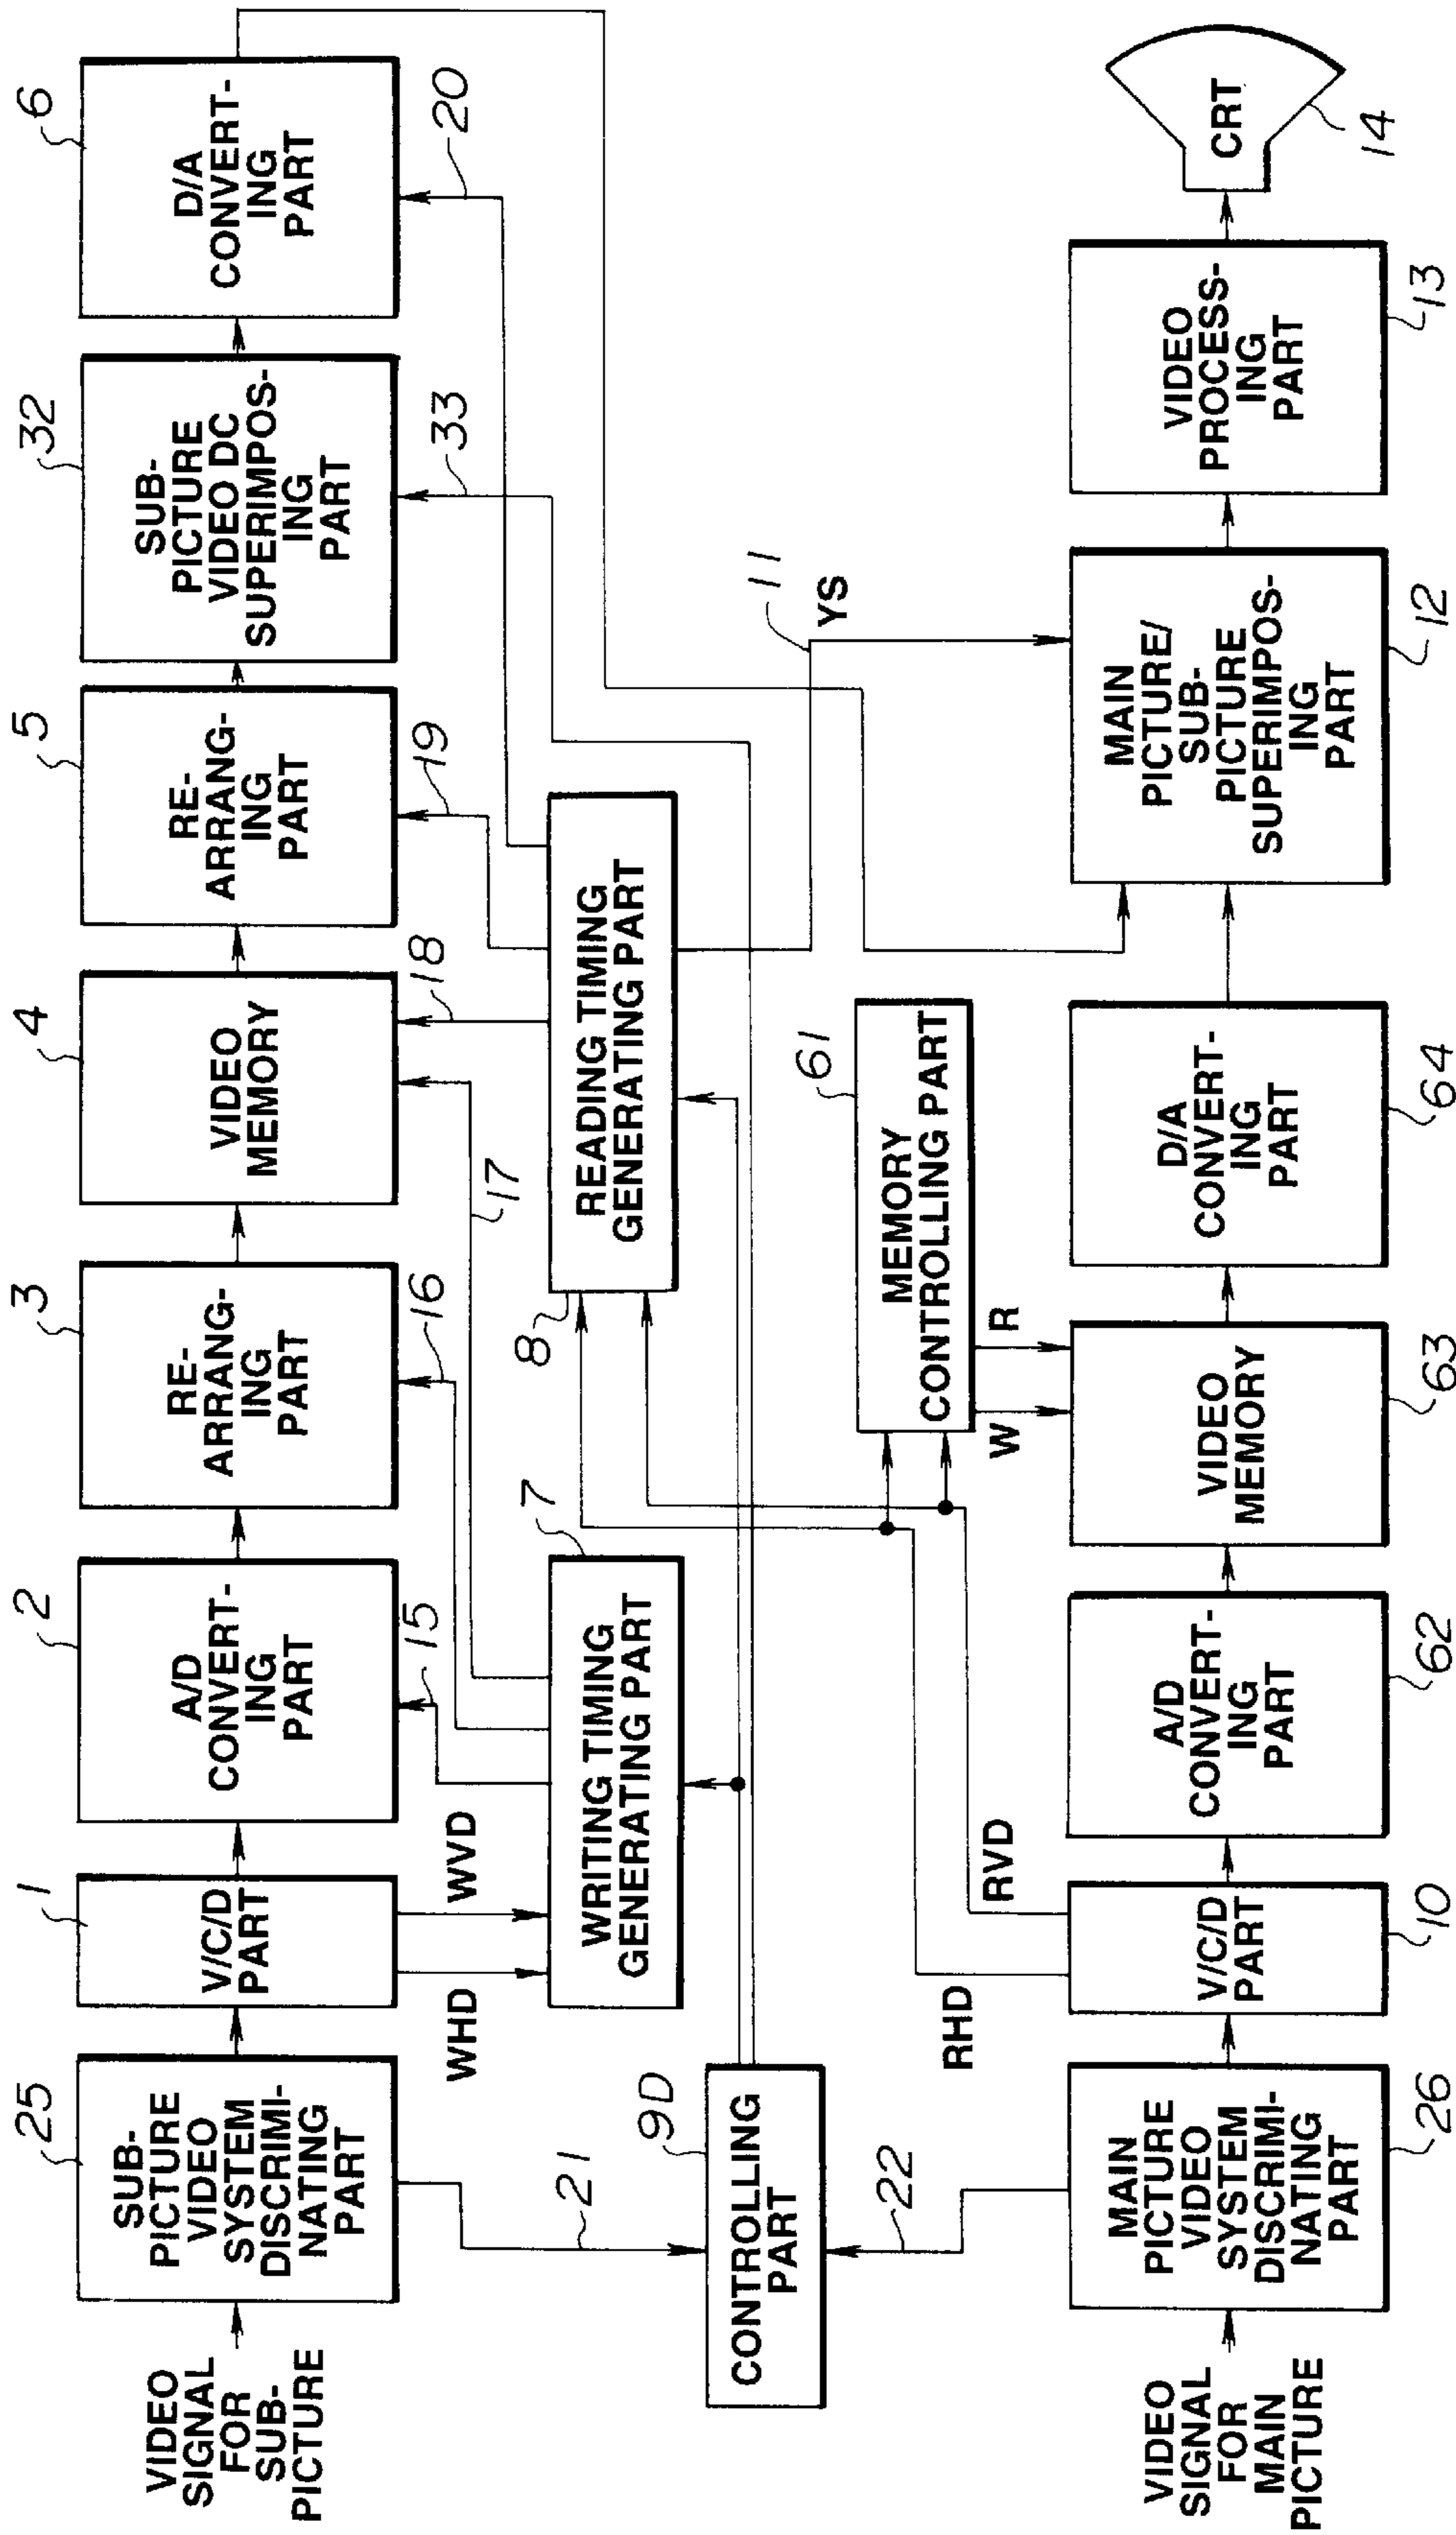 VIDEO
SIGNAL
FOR
SUB-
PICTURE
25
SUB-
PICTURE
VIDEO
SYSTEM
DISCRIMI-
NATING
PART
1
V/C/D
PART
2
A/D
CONVERT-
ING
PART
3
RE-
ARRANG-
ING
PART
4
VIDEO
MEMORY
5
RE-
ARRANG-
ING
PART
32
SUB-
PICTURE
VIDEO DC
SUPERIMPOS-
ING
PART
6
D/A
CONVERT-
ING
PART
WHD
WVD
15
16
17
18
19
33
20
21
7
WRITING TIMING
GENERATING PART
8
READING TIMING
GENERATING PART
11
YS
9D
CONTROLLING
PART
22
RHD
RVD
61
MEMORY
CONTROLLING PART
W
R
VIDEO
SIGNAL
FOR
MAIN
PICTURE
MAIN
PICTURE
VIDEO
SYSTEM
DISCRIMI-
NATING
PART
26
V/C/D
PART
10
A/D
CONVERT-
ING
PART
62
VIDEO
MEMORY
63
D/A
CONVERT-
ING
PART
64
MAIN
PICTURE/
SUB-
PICTURE
SUPERIMPOS-
ING
PART
12
VIDEO
PROCESS-
ING
PART
13
CRT
14